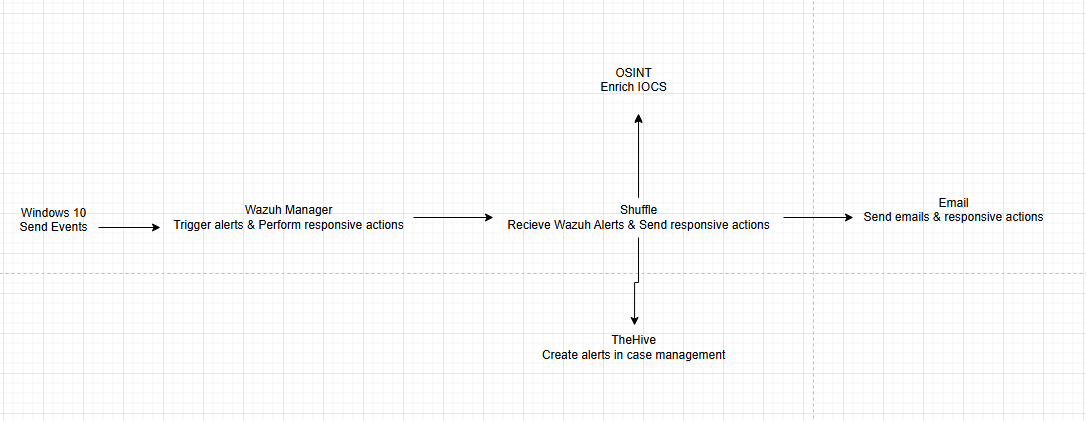 OSINT
Enrich IOCS
Windows 10
Send Events
Wazuh Manager
Trigger alerts & Perform responsive actions
Shuffle
Recieve Wazuh Alerts & Send responsive actions
Email
Send emails & responsive actions
TheHive
Create alerts in case management